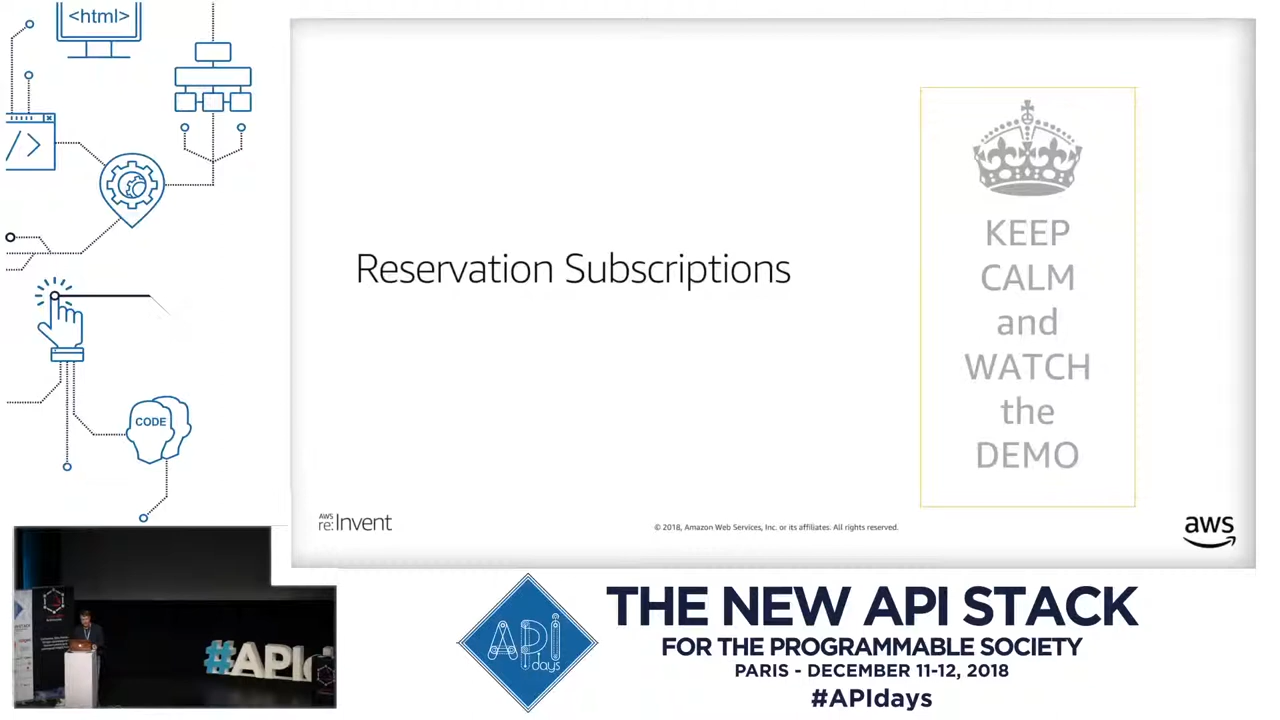 <html>
</>
CODE
Reservation Subscriptions
KEEP
CALM
and
WATCH
the
DEMO
AWS
re:Invent
© 2018, Amazon Web Services, Inc. or its affiliates. All rights reserved.
aws
#API
APi
days
THE NEW API STACK
FOR THE PROGRAMMABLE SOCIETY
PARIS - DECEMBER 11-12, 2018
#APIdays